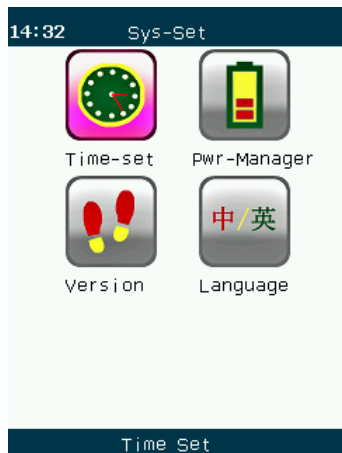 14:32 Sys-Set
Time-set Pwr-Manager
中/英
Version Language
Time Set